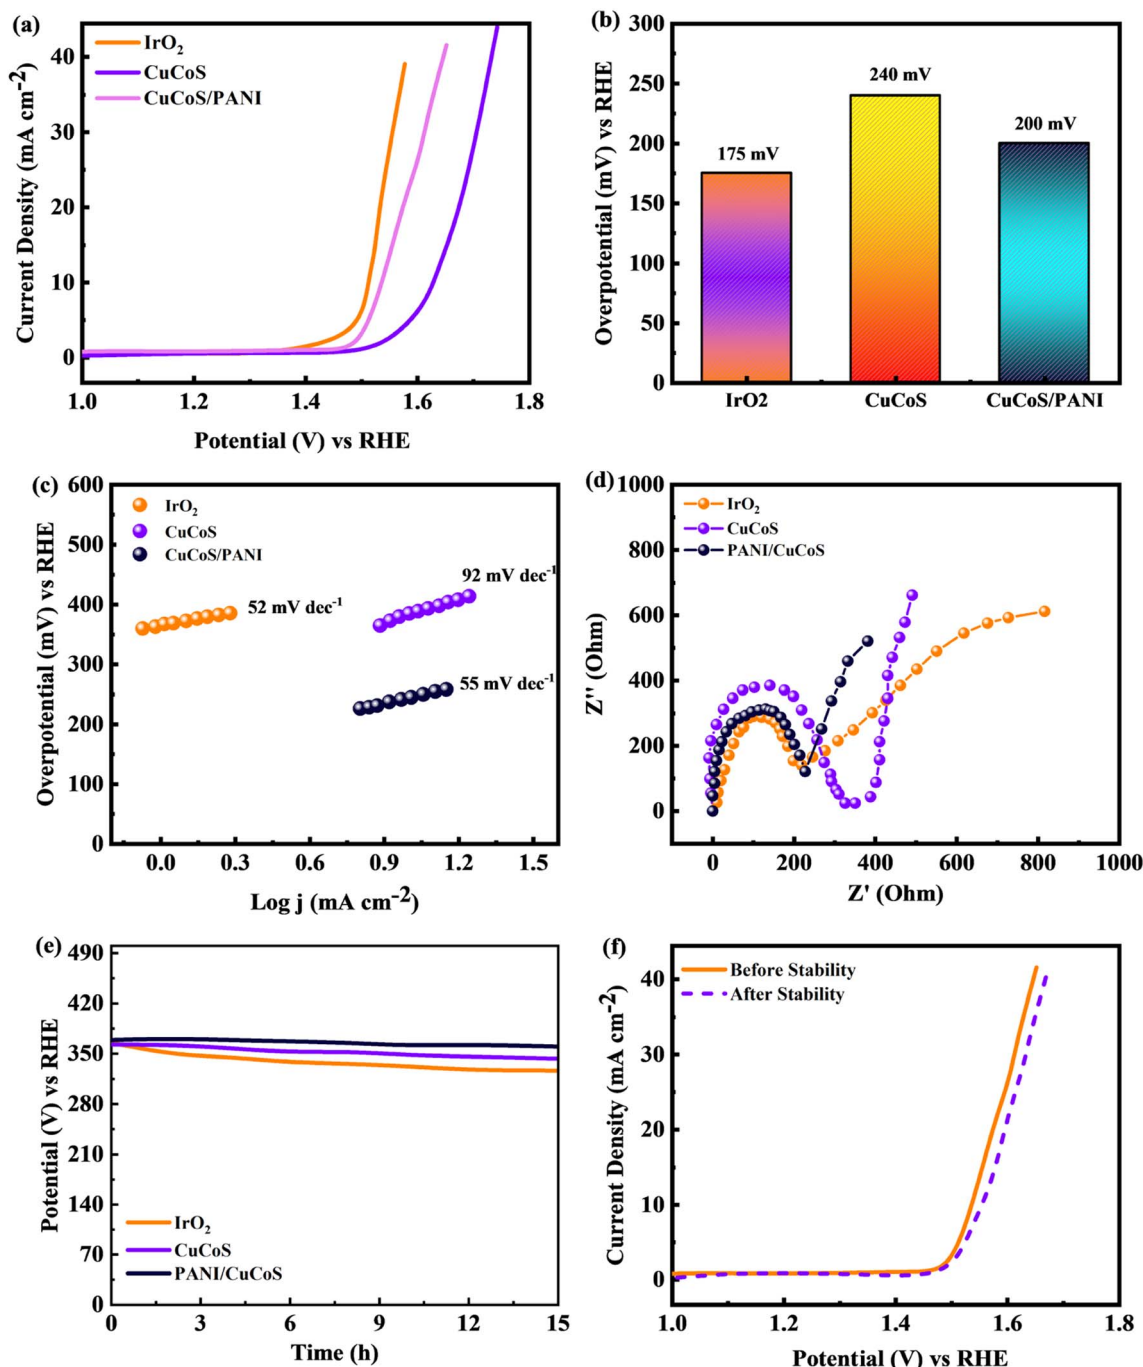 (a)
IrO₂
CuCoS
CuCoS/PANI
40
30
20
10
0
Current Density (mA cm⁻²)
1.0 1.2 1.4 1.6 1.8
Potential (V) vs RHE
(b)
300
250
200
150
100
50
0
Overpotential (mV) vs RHE
175 mV
240 mV
200 mV
IrO2 CuCoS CuCoS/PANI
(c)
IrO₂
CuCoS
CuCoS/PANI
600
500
400
300
200
100
0
Overpotential (mV) vs RHE
52 mV dec⁻¹
92 mV dec⁻¹
55 mV dec⁻¹
0.0 0.3 0.6 0.9 1.2 1.5
Log j (mA cm⁻²)
(d)
IrO₂
CuCoS
PANI/CuCoS
1000
800
600
400
200
0
Z'' (Ohm)
0 200 400 600 800 1000
Z' (Ohm)
(e)
490
420
350
280
210
140
70
0
Potential (V) vs RHE
IrO₂
CuCoS
PANI/CuCoS
0 3 6 9 12 15
Time (h)
(f)
Before Stability
After Stability
40
30
20
10
0
Current Density (mA cm⁻²)
1.0 1.2 1.4 1.6 1.8
Potential (V) vs RHE